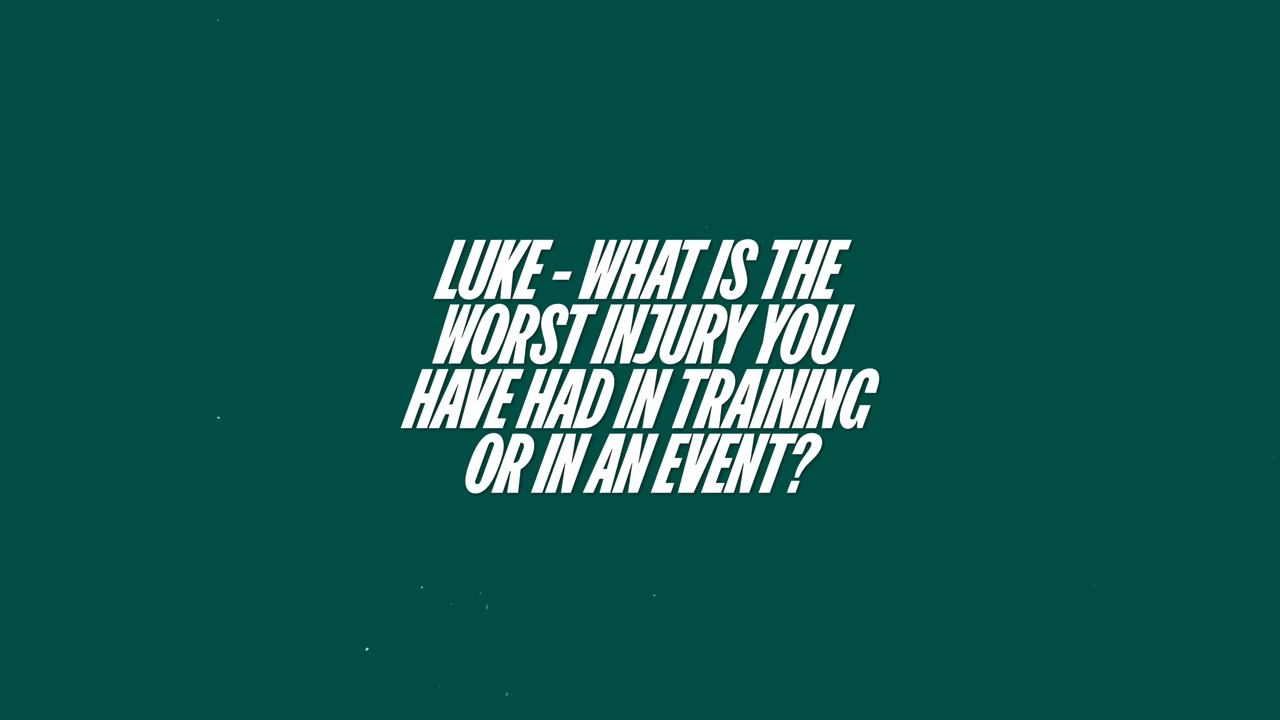 LUKE - WHAT IS THE
WORST INJURY YOU
HAVE HAD IN TRAINING
OR IN AN EVENT?